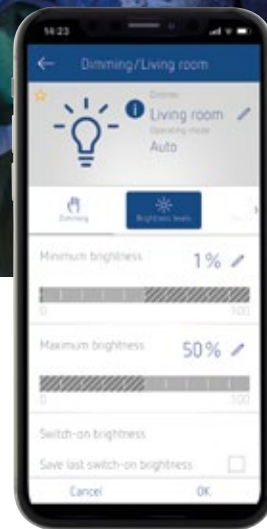 14:23
Dimming/Living room
Dimmer
Living room
Operating mode
Auto
Dimming
Brightness levels
Minimum brightness
1%
0
100
Maximum brightness
50%
0
100
Switch-on brightness
Save last switch-on brightness
Cancel
OK